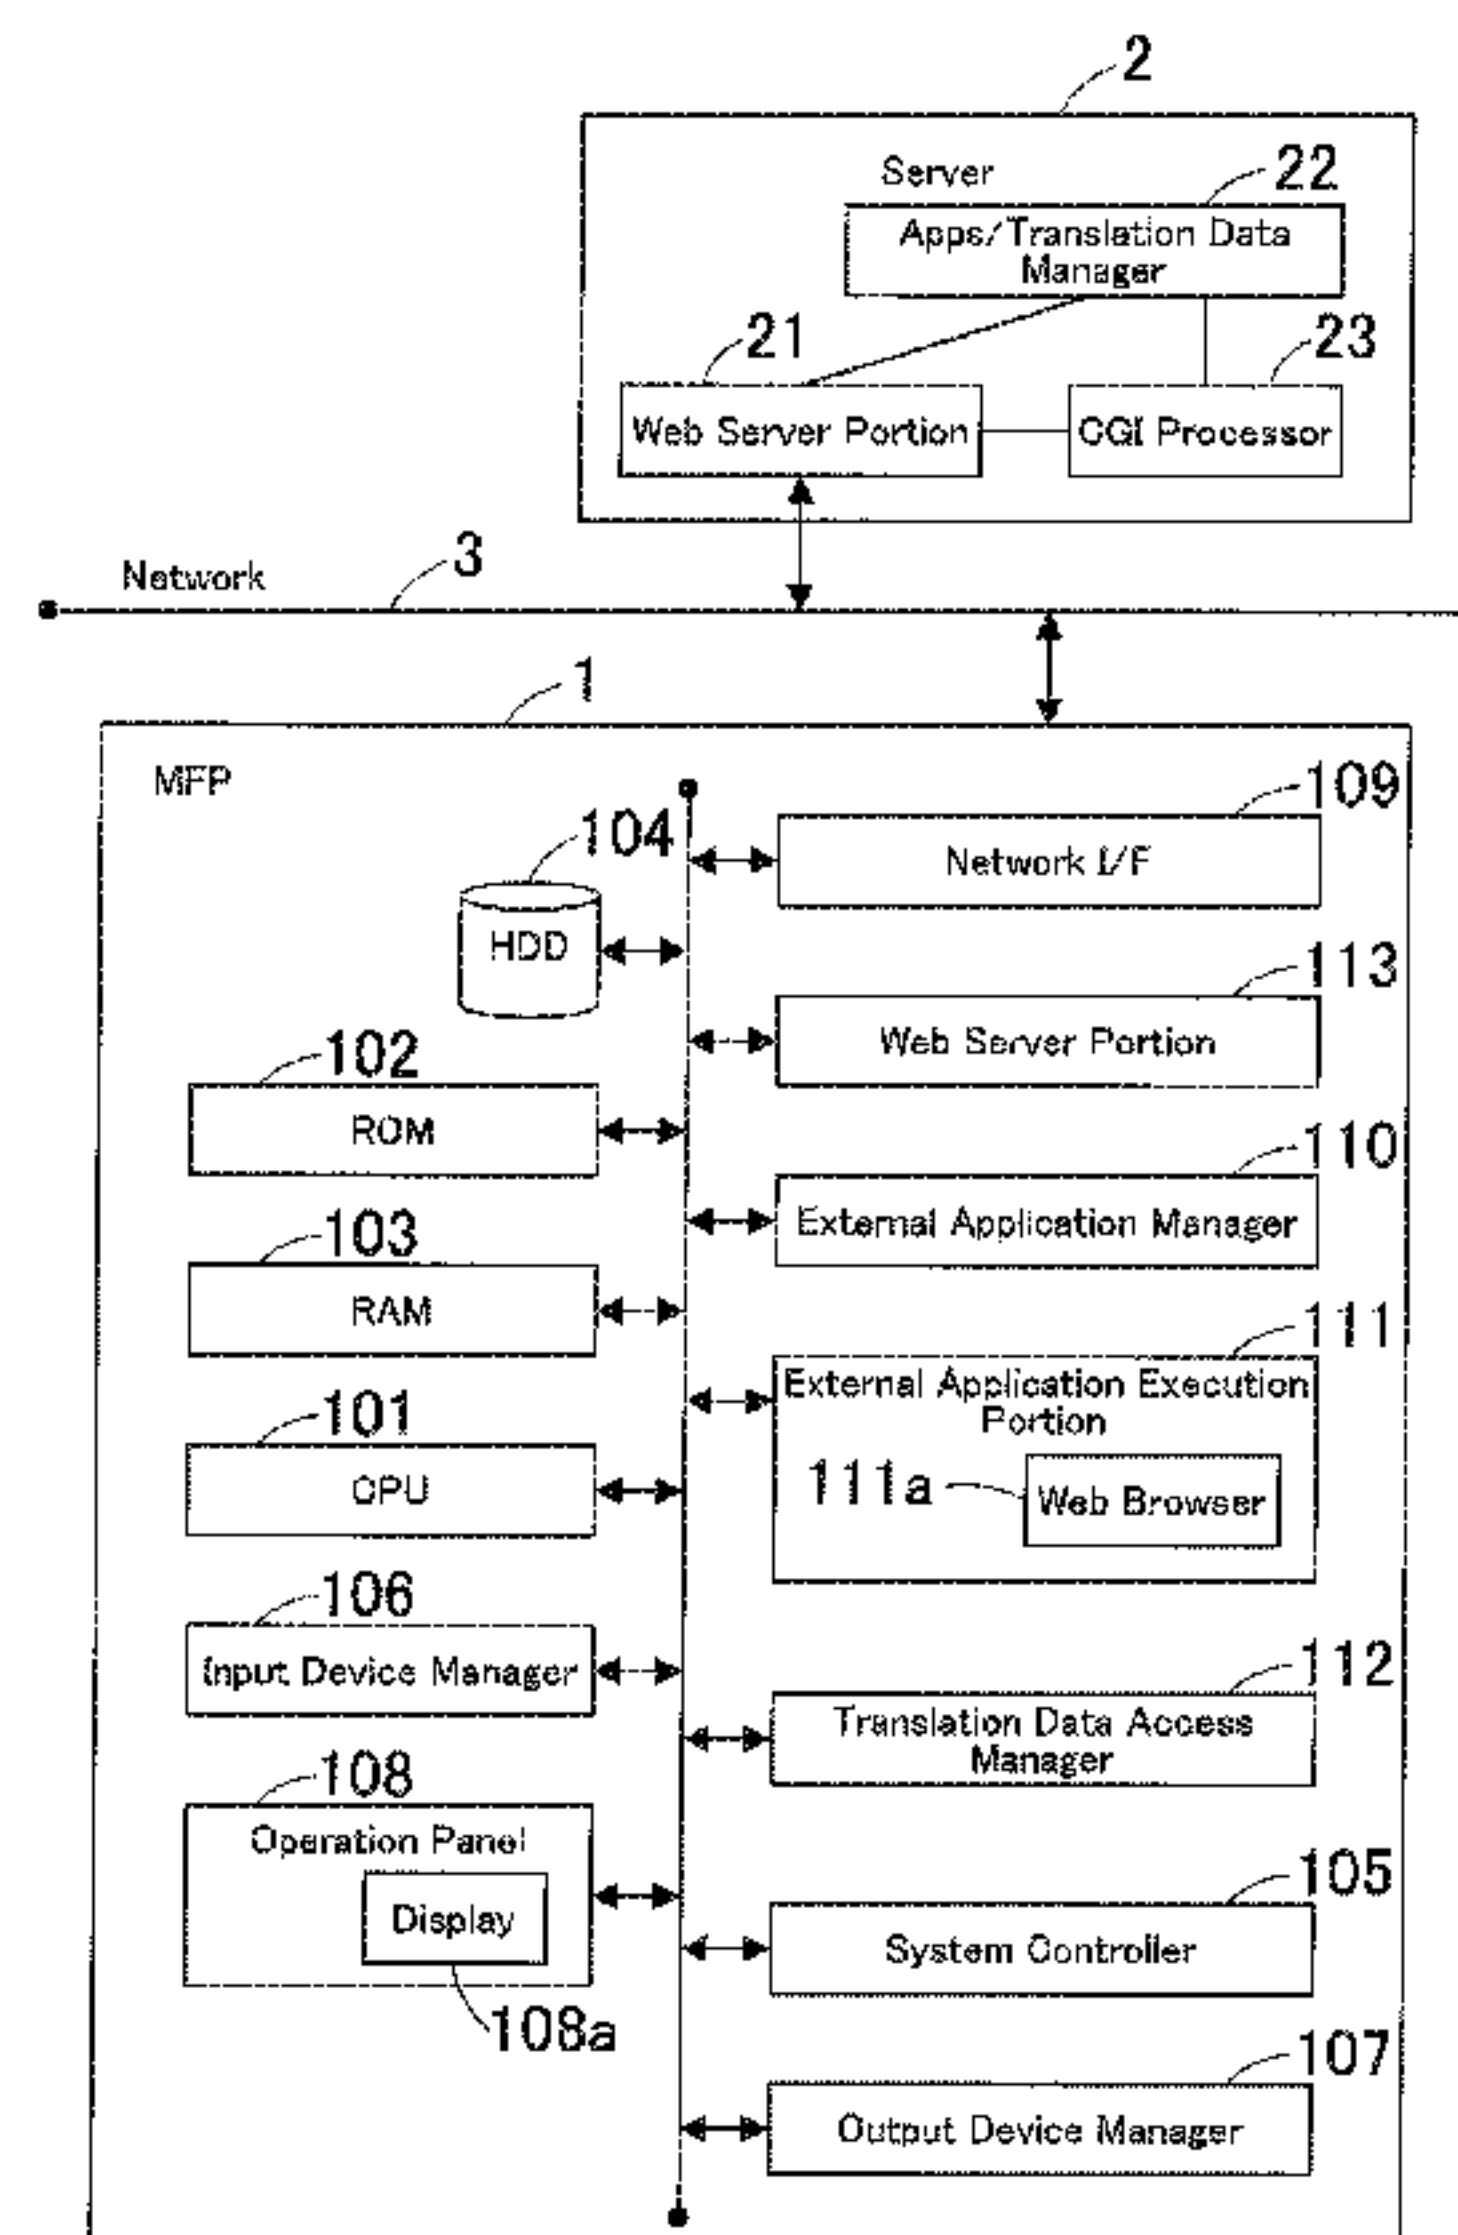 2
Server
22
Apps/Translation Data
Manager
21
23
Web Server Portion
CGI Processor
Network
3
1
MFP
109
104
Network I/F
HDD
113
Web Server Portion
102
ROM
110
External Application Manager
103
RAM
111
External Application Execution
Portion
101
CPU
111a
Web Browser
106
Input Device Manager
112
Translation Data Access
Manager
108
Operation Panel
Display
108a
105
System Controller
107
Output Device Manager